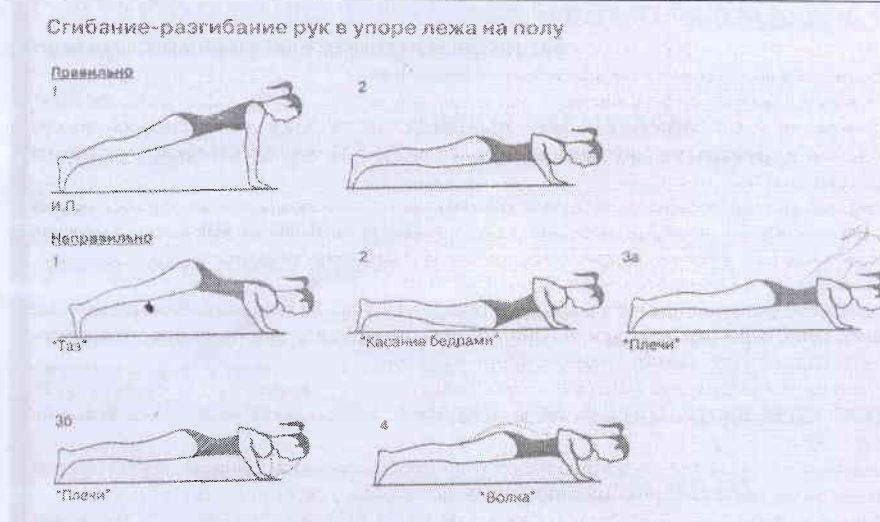 Сгибание-разгибание рук в упоре лежа на полу
Правильно
1
2
И.П.
Неправильно
1
2
3а
"Таз"
"Касание бедрами"
"Плечи"
3б
4
"Плечи"
"Волна"